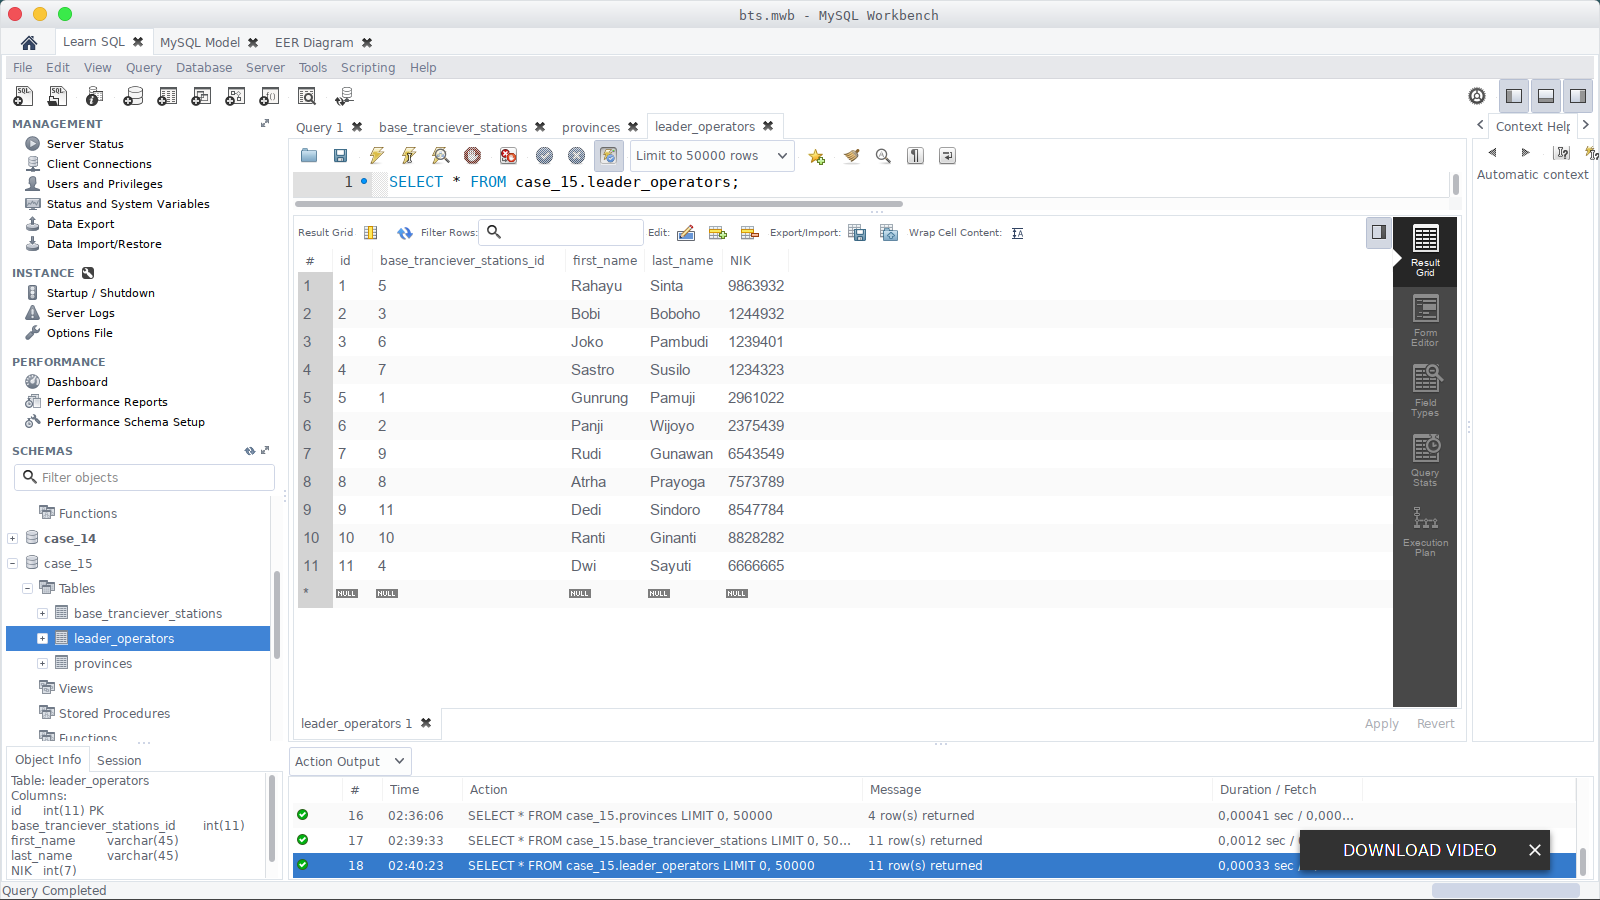 bts.mwb - MySQL Workbench
Learn SQL
MySQL Model
EER Diagram
File Edit View Query Database Server Tools Scripting Help
MANAGEMENT
Server Status
Client Connections
Users and Privileges
Status and System Variables
Data Export
Data Import/Restore
INSTANCE
Startup / Shutdown
Server Logs
Options File
PERFORMANCE
Dashboard
Performance Reports
Performance Schema Setup
SCHEMAS
Filter objects
Functions
case_14
case_15
Tables
base_tranciever_stations
leader_operators
provinces
Views
Stored Procedures
Functions
Object Info Session
Table: leader_operators
Columns:
id int(11) PK
base_tranciever_stations_id int(11)
first_name varchar(45)
last_name varchar(45)
NIK int(7)
Query Completed
Query 1 base_tranciever_stations provinces leader_operators
Limit to 50000 rows
1 SELECT * FROM case_15.leader_operators;
Result Grid Filter Rows: Edit: Export/Import: Wrap Cell Content:
# id base_tranciever_stations_id first_name last_name NIK
1 1 5 Rahayu Sinta 9863932
2 2 3 Bobi Boboho 1244932
3 3 6 Joko Pambudi 1239401
4 4 7 Sastro Susilo 1234323
5 5 1 Gunrung Pamuji 2961022
6 6 2 Panji Wijoyo 2375439
7 7 9 Rudi Gunawan 6543549
8 8 8 Atrha Prayoga 7573789
9 9 11 Dedi Sindoro 8547784
10 10 10 Ranti Ginanti 8828282
11 11 4 Dwi Sayuti 6666665
* NULL NULL NULL NULL NULL
Result
Grid
Form
Editor
Field
Types
Query
Stats
Execution
Plan
leader_operators 1
Apply Revert
Context Help
Automatic context
Action Output
# Time Action Message Duration / Fetch
16 02:36:06 SELECT * FROM case_15.provinces LIMIT 0, 50000 4 row(s) returned 0,00041 sec / 0,000...
17 02:39:33 SELECT * FROM case_15.base_tranciever_stations LIMIT 0, 50... 11 row(s) returned 0,0012 sec /
18 02:40:23 SELECT * FROM case_15.leader_operators LIMIT 0, 50000 11 row(s) returned 0,00033 sec
DOWNLOAD VIDEO